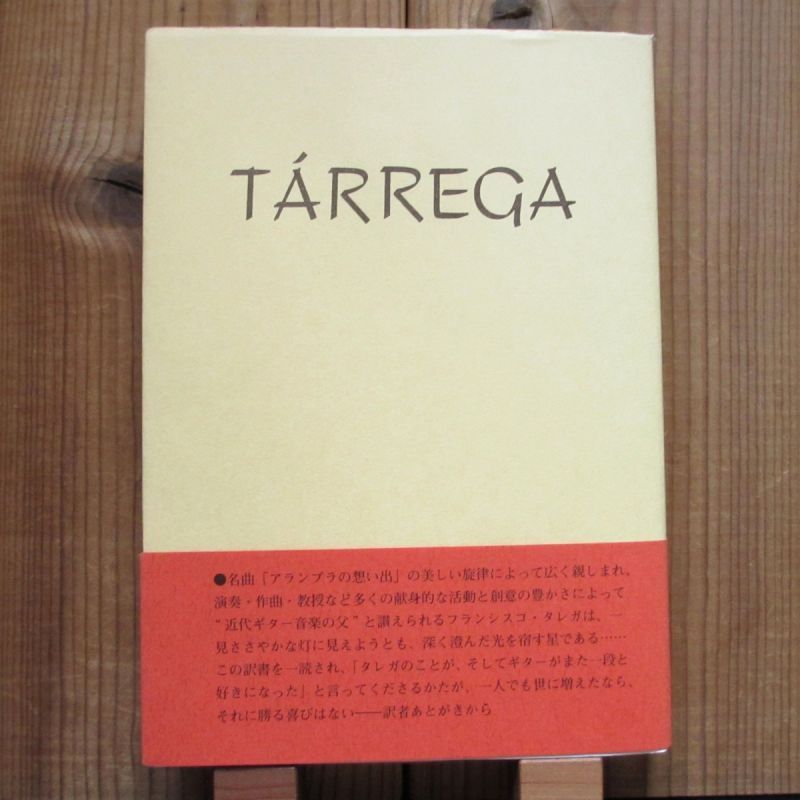 TÁRREGA
●名曲「アランブラの想い出」の美しい旋律によって広く親しまれ、
演奏・作曲・教授など多くの献身的な活動と創意の豊かさによって
“近代ギター音楽の父”と讃えられるフランシスコ・タレガは、一
見ささやかな灯に見えようとも、深く澄んだ光を宿す星である……
この訳書を一読され、「タレガのことが、そしてギターがまた一段と
好きになった」と言ってくださるかたが、一人でも世に増えたなら、
それに勝る喜びはない――訳者あとがきから